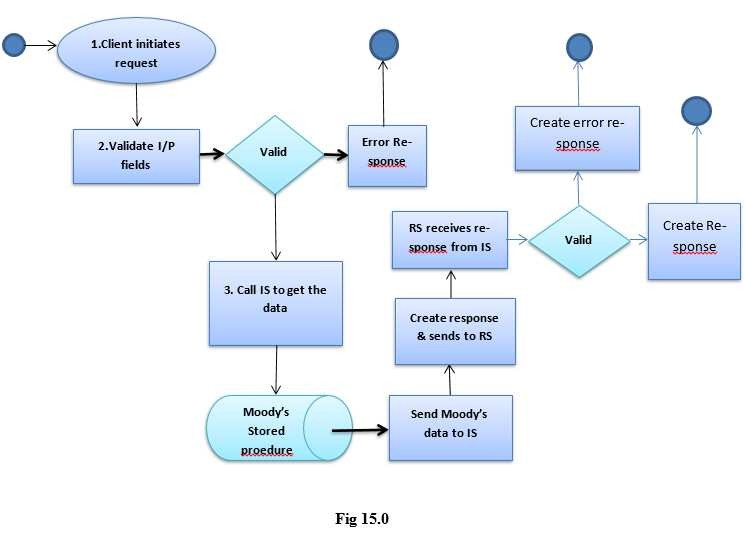 1.Client initiates
request
2.Validate I/P
fields
Valid
Error Re-
sponse
3. Call IS to get the
data
Moody's
Stored
proedure
Send Moody's
data to IS
Create response
& sends to RS
RS receives re-
sponse from IS
Valid
Create error re-
sponse
Create Re-
sponse
Fig 15.0